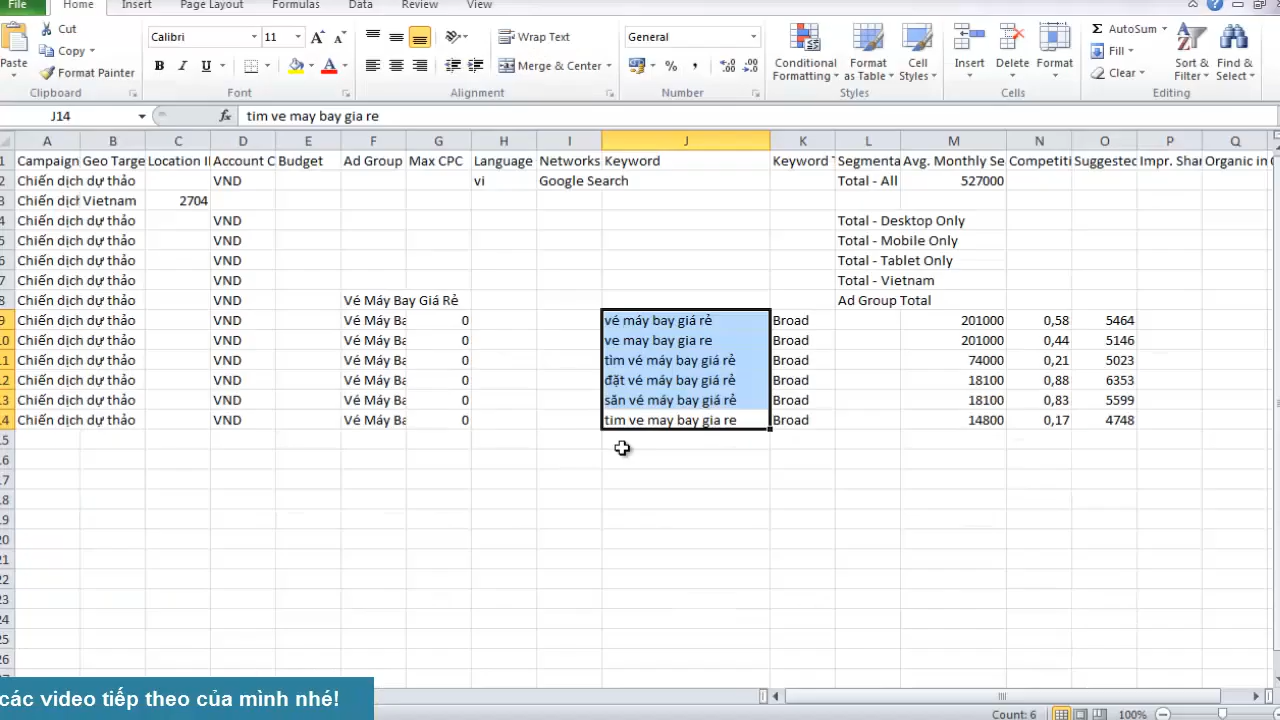 File Home Insert Page Layout Formulas Data Review View
Paste Cut Copy Format Painter Clipboard
Calibri 11 B I U A Font
Wrap Text Merge & Center Alignment
General % , Number
Conditional Formatting Format as Table Cell Styles Styles
Insert Delete Format Cells
AutoSum Fill Clear Sort & Filter Find & Select Editing
J14 fx tim ve may bay gia re
A B C D E F G H I J K L M N O P Q
1 Campaign Geo Targe Location I Account C Budget Ad Group Max CPC Language Networks Keyword Keyword T Segmenta Avg. Monthly Se Competiti Suggested Impr. Shar Organic in
2 Chiến dịch dự thảo VND vi Google Search Total - All 527000
3 Chiến dịch Vietnam 2704
4 Chiến dịch dự thảo VND Total - Desktop Only
5 Chiến dịch dự thảo VND Total - Mobile Only
6 Chiến dịch dự thảo VND Total - Tablet Only
7 Chiến dịch dự thảo VND Total - Vietnam
8 Chiến dịch dự thảo VND Vé Máy Bay Giá Rẻ Ad Group Total
9 Chiến dịch dự thảo VND Vé Máy Ba 0 vé máy bay giá rẻ Broad 201000 0,58 5464
10 Chiến dịch dự thảo VND Vé Máy Ba 0 ve may bay gia re Broad 201000 0,44 5146
11 Chiến dịch dự thảo VND Vé Máy Ba 0 tìm vé máy bay giá rẻ Broad 74000 0,21 5023
12 Chiến dịch dự thảo VND Vé Máy Ba 0 đặt vé máy bay giá rẻ Broad 18100 0,88 6353
13 Chiến dịch dự thảo VND Vé Máy Ba 0 săn vé máy bay giá rẻ Broad 18100 0,83 5599
14 Chiến dịch dự thảo VND Vé Máy Ba 0 tim ve may bay gia re Broad 14800 0,17 4748
15
16
17
18
19
20
21
22
23
24
25
26
các video tiếp theo của mình nhé!
Count: 6 100%